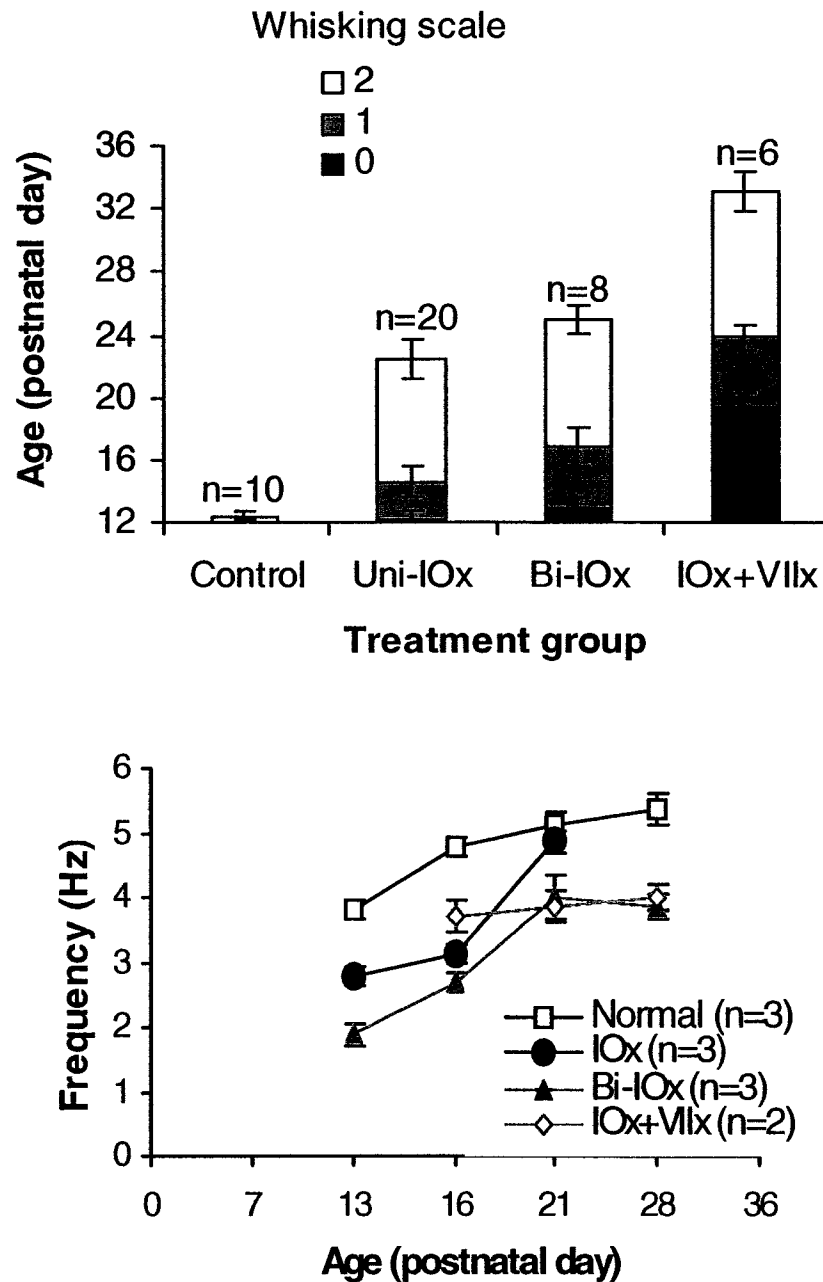 Whisking scale
2
1
0
Age (postnatal day)
36
32
28
24
20
16
12
n=10
n=20
n=8
n=6
Control Uni-IOx Bi-IOx IOx+VIIx
Treatment group
Frequency (Hz)
6
5
4
3
2
1
0
Normal (n=3)
IOx (n=3)
Bi-IOx (n=3)
IOx+VIIx (n=2)
0 7 13 16 21 28 36
Age (postnatal day)